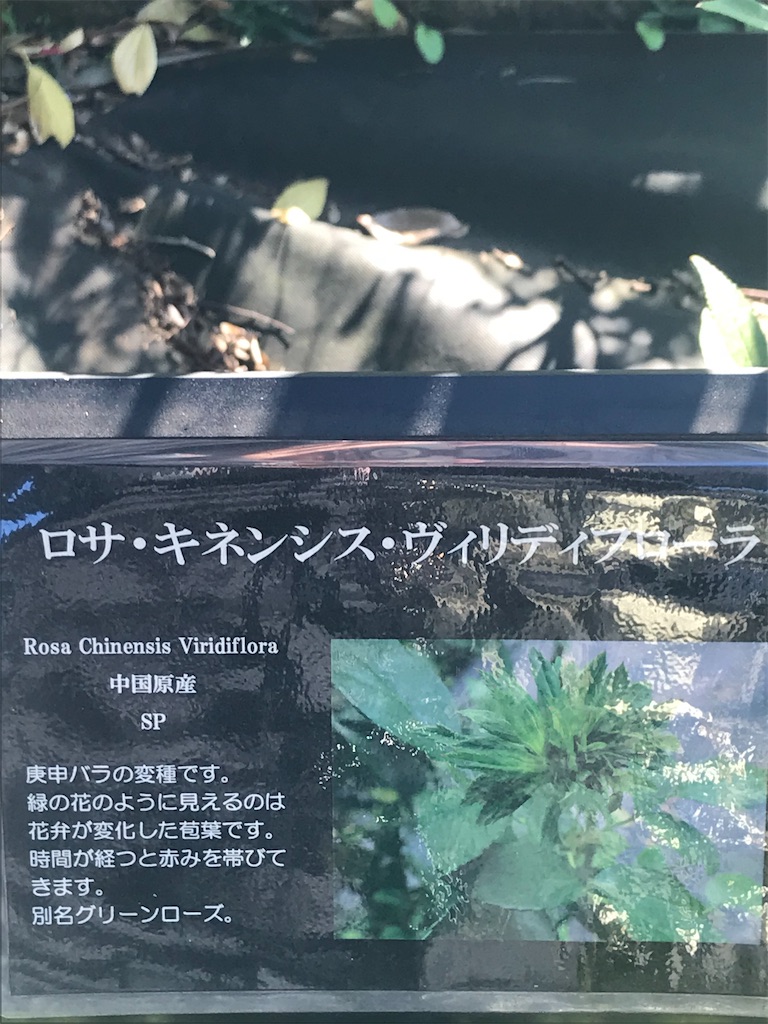 ロサ・キネンシス・ヴィリディフローラ
Rosa Chinensis Viridiflora
中国原産
SP
庚申バラの変種です。
緑の花のように見えるのは
花弁が変化した苞葉です。
時間が経つと赤みを帯びて
きます。
別名グリーンローズ。